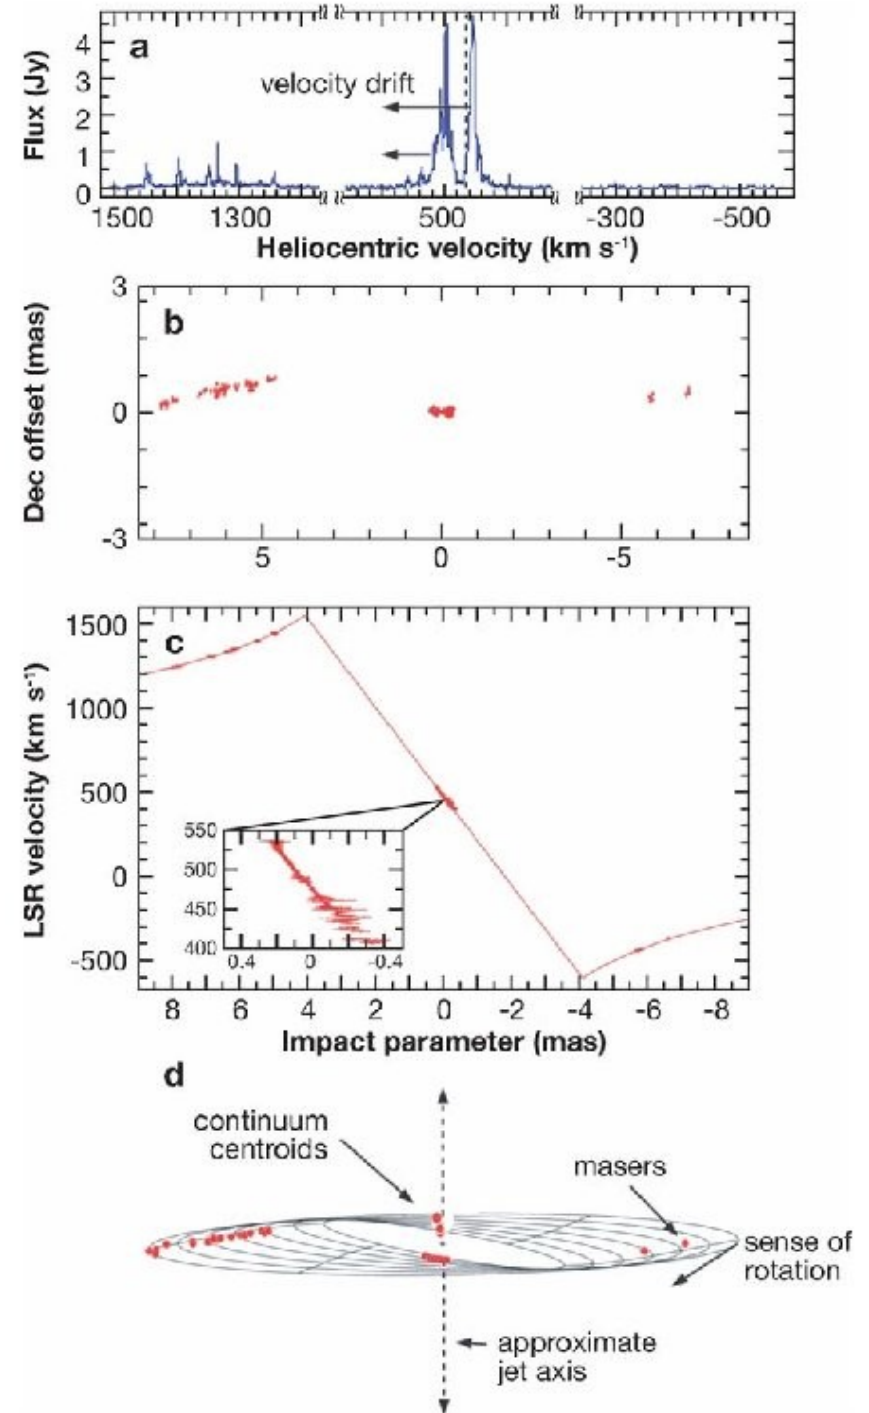 a
Flux (Jy)
4
3
2
1
0
velocity drift
1500 1300 500 -300 -500
Heliocentric velocity (km s-1)
b
Dec offset (mas)
3
0
-3
5 0 -5
c
LSR velocity (km s-1)
1500
1000
500
0
-500
550
500
450
400
0.4 0 -0.4
8 6 4 2 0 -2 -4 -6 -8
Impact parameter (mas)
d
continuum
centroids
masers
sense of
rotation
approximate
jet axis